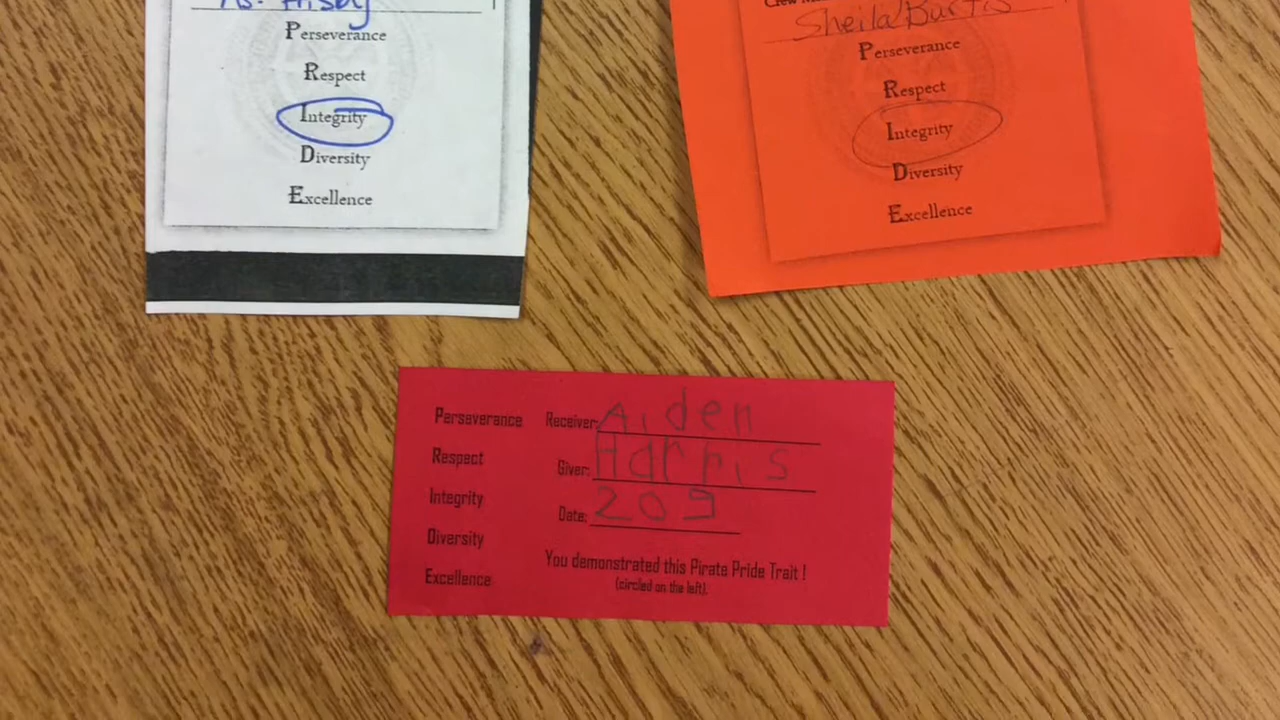 Perseverance
Respect
Integrity
Diversity
Excellence
Sheila Burtis
Perseverance
Respect
Integrity
Diversity
Excellence
Perseverance
Respect
Integrity
Diversity
Excellence
Receiver: Aiden
Giver: Harris
Date: 209
You demonstrated this Pirate Pride Trait !
(circled on the left).